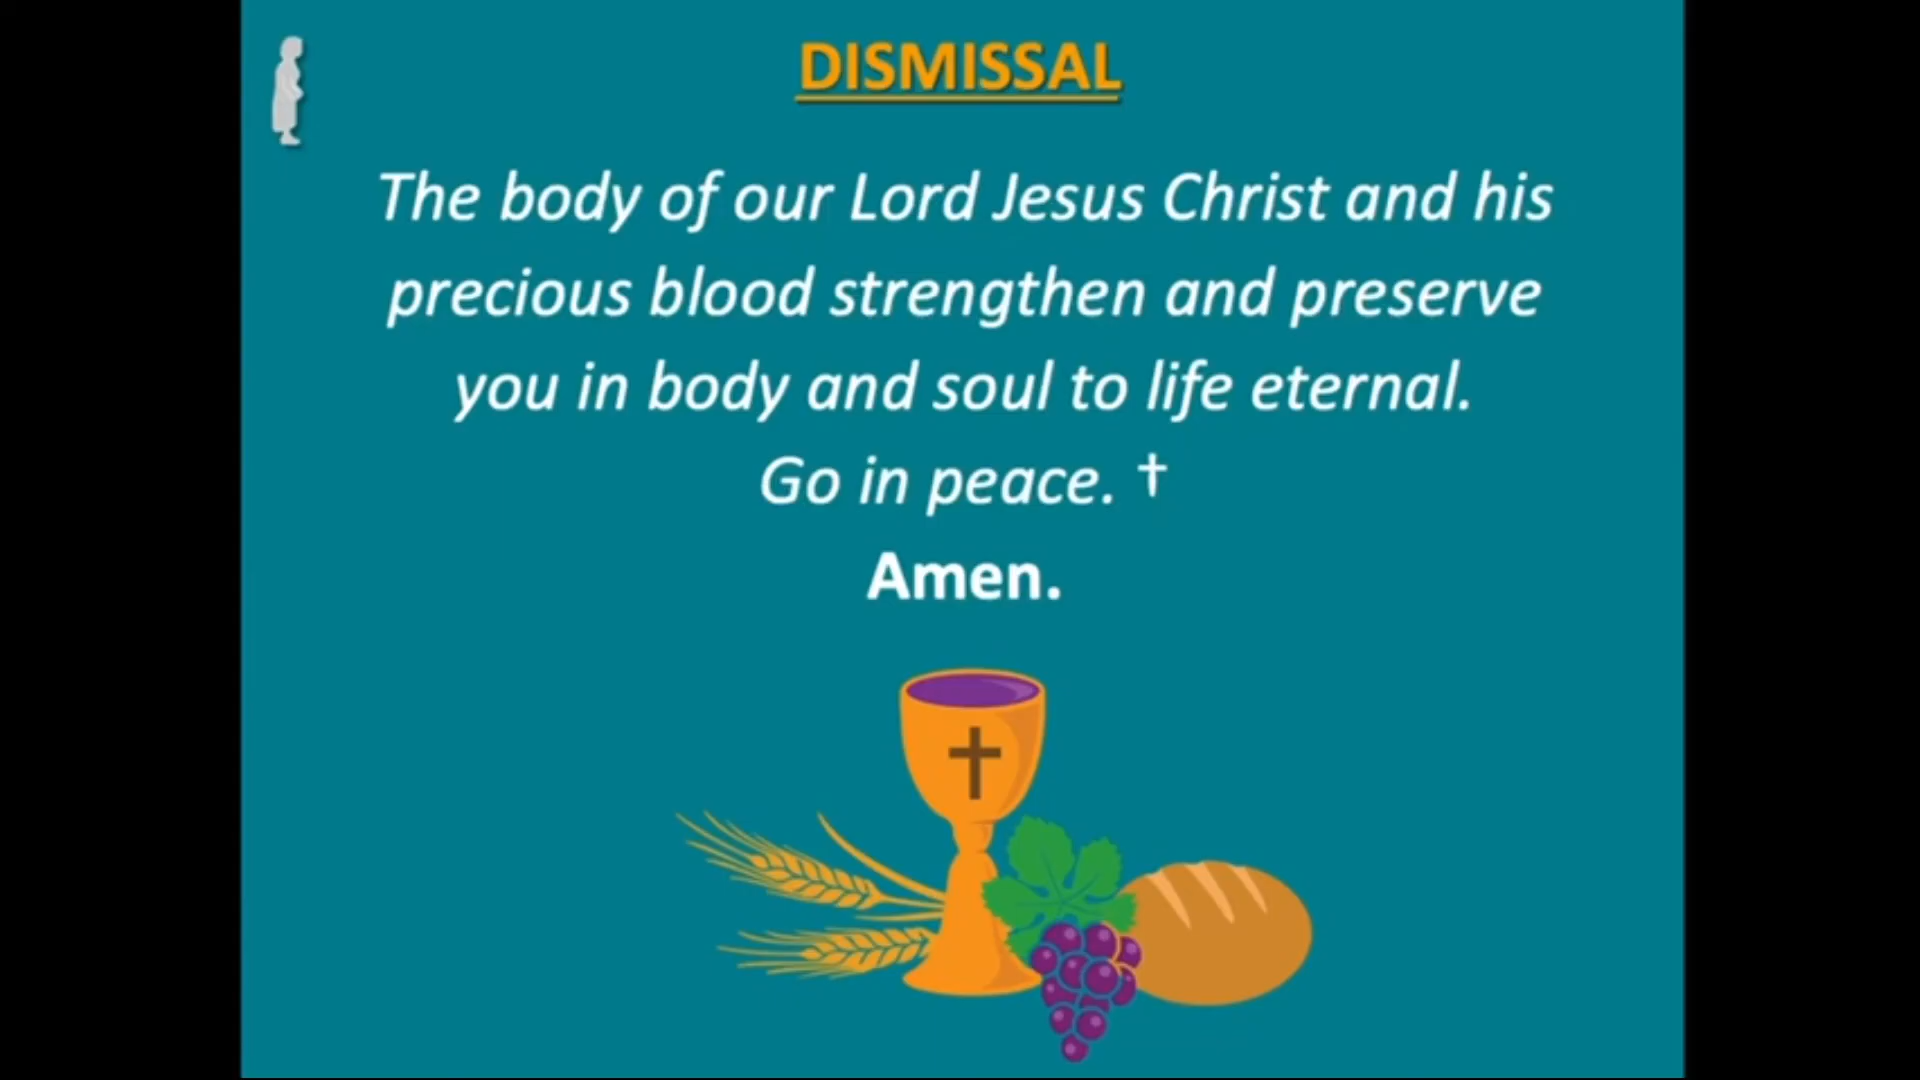 DISMISSAL
The body of our Lord Jesus Christ and his
precious blood strengthen and preserve
you in body and soul to life eternal.
Go in peace. †
Amen.